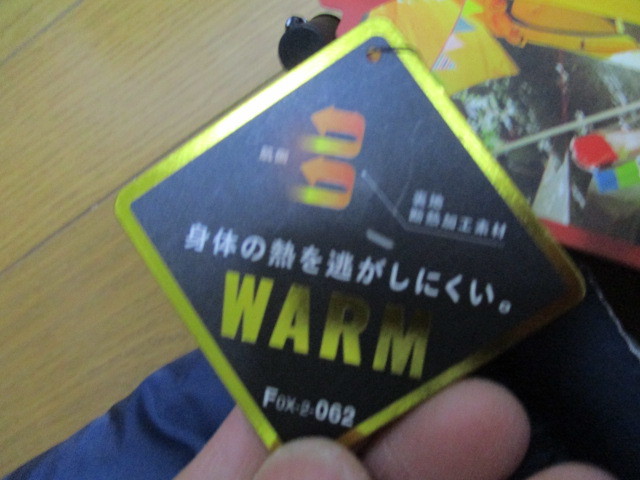 肌側
裏地
蓄熱加工素材
身体の熱を逃がしにくい。
WARM
FOX-2-062